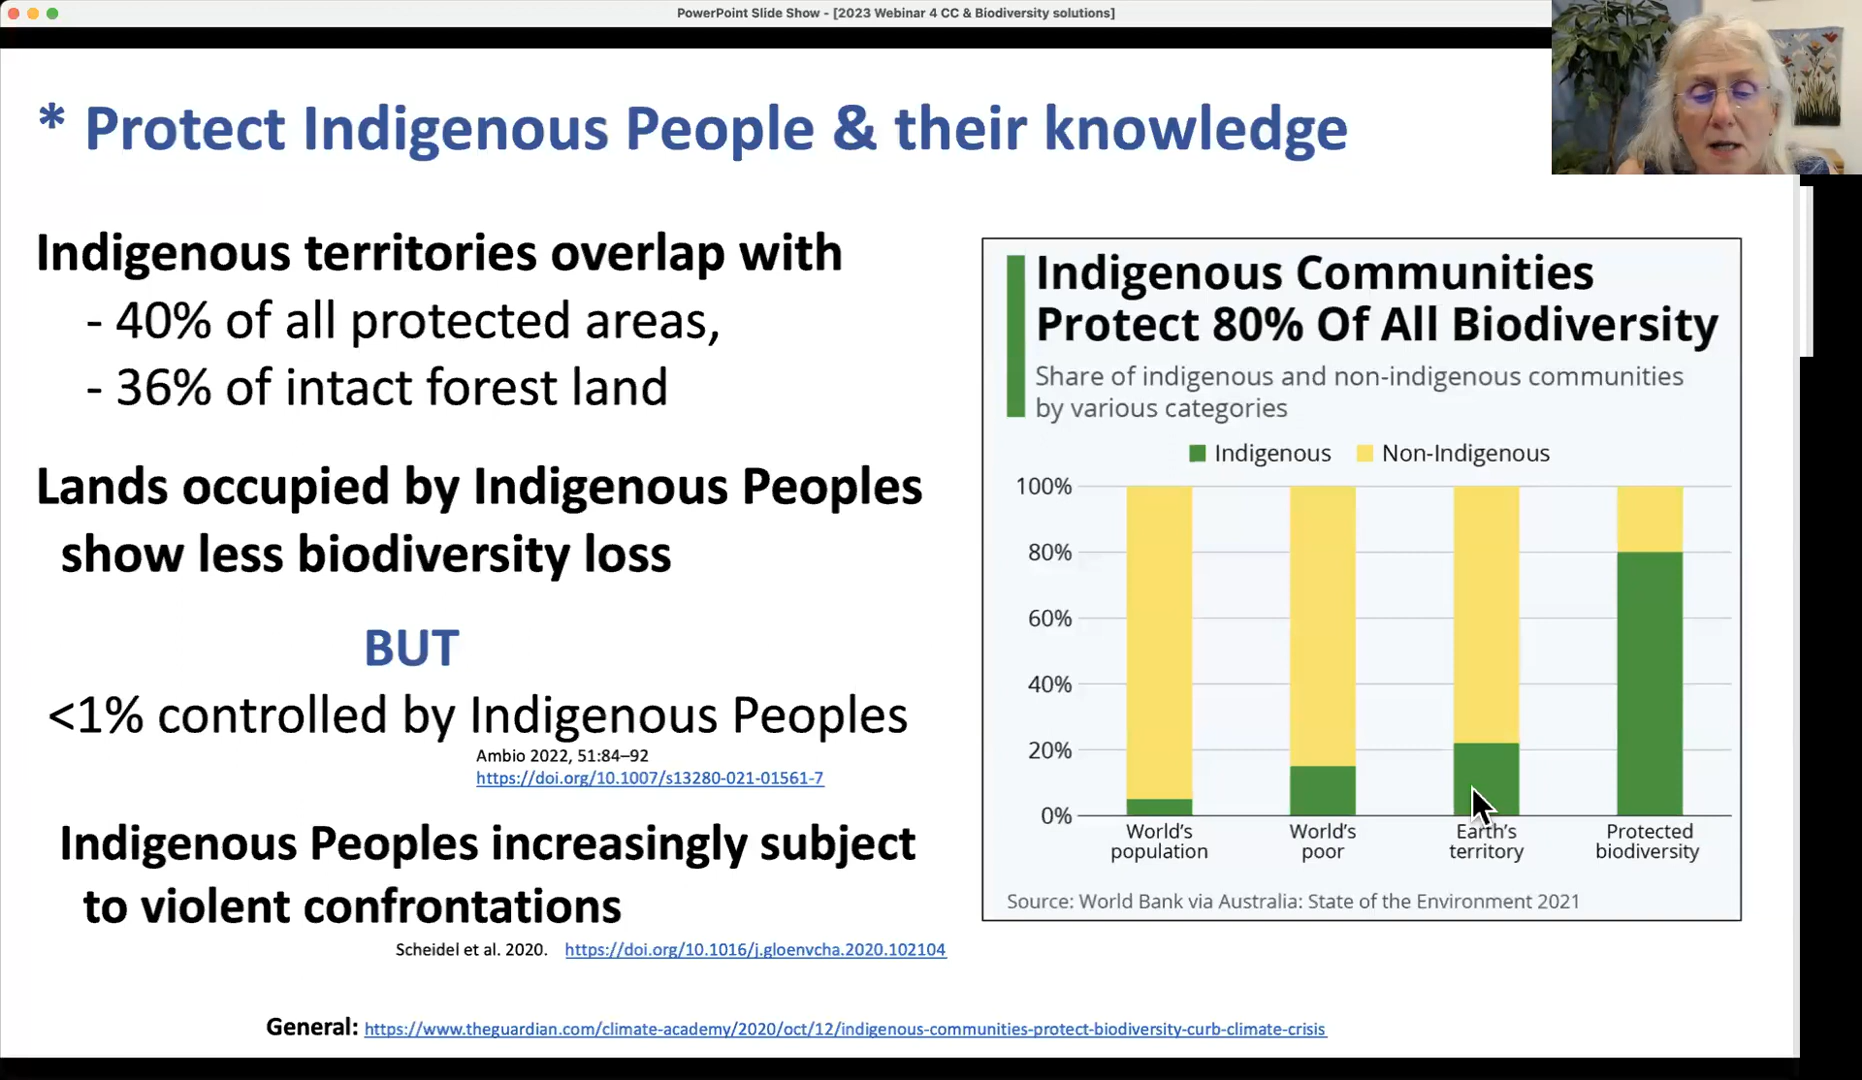 PowerPoint Slide Show - [2023 Webinar 4 CC & Biodiversity solutions]
* Protect Indigenous People & their knowledge
Indigenous territories overlap with
- 40% of all protected areas,
- 36% of intact forest land
Lands occupied by Indigenous Peoples
show less biodiversity loss
BUT
<1% controlled by Indigenous Peoples
Ambio 2022, 51:84–92
https://doi.org/10.1007/s13280-021-01561-7
Indigenous Peoples increasingly subject
to violent confrontations
Scheidel et al. 2020. https://doi.org/10.1016/j.gloenvcha.2020.102104
General: https://www.theguardian.com/climate-academy/2020/oct/12/indigenous-communities-protect-biodiversity-curb-climate-crisis
Indigenous Communities
Protect 80% Of All Biodiversity
Share of indigenous and non-indigenous communities
by various categories
Indigenous Non-Indigenous
100%
80%
60%
40%
20%
0%
World's population
World's poor
Earth's territory
Protected biodiversity
Source: World Bank via Australia: State of the Environment 2021